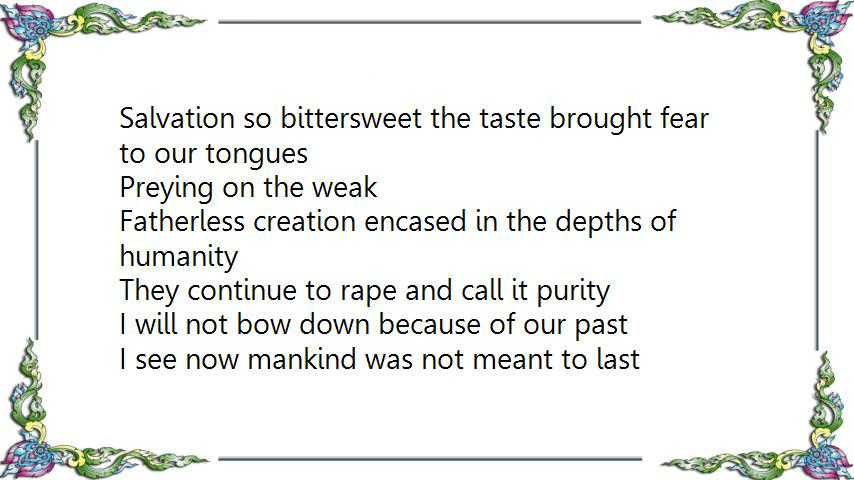 Salvation so bittersweet the taste brought fear
to our tongues
Preying on the weak
Fatherless creation encased in the depths of
humanity
They continue to rape and call it purity
I will not bow down because of our past
I see now mankind was not meant to last